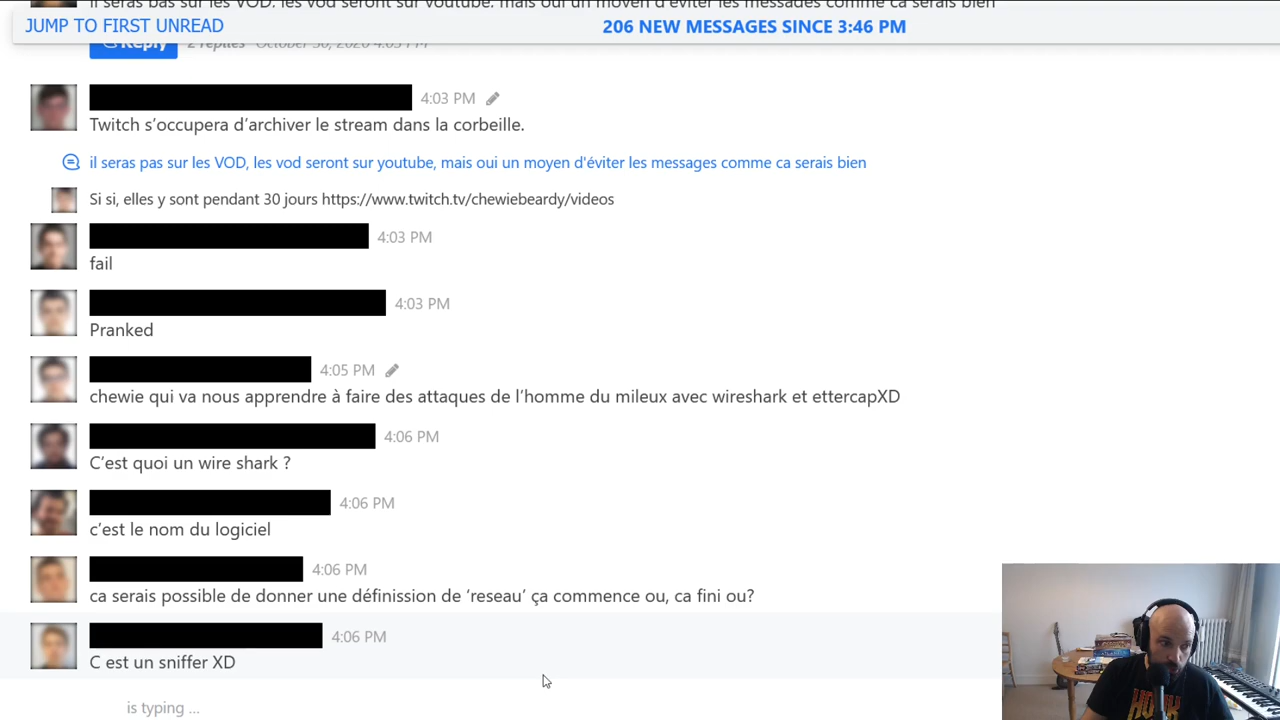 il seras pas sur les VOD, les vod seront sur youtube, mais oui un moyen d'éviter les messages comme ca serais bien
JUMP TO FIRST UNREAD
206 NEW MESSAGES SINCE 3:46 PM
Reply 2 replies October 30, 2020 4:03 PM
4:03 PM
Twitch s’occupera d’archiver le stream dans la corbeille.
il seras pas sur les VOD, les vod seront sur youtube, mais oui un moyen d'éviter les messages comme ca serais bien
Si si, elles y sont pendant 30 jours https://www.twitch.tv/chewiebeardy/videos
4:03 PM
fail
4:03 PM
Pranked
4:05 PM
chewie qui va nous apprendre à faire des attaques de l’homme du mileux avec wireshark et ettercapXD
4:06 PM
C’est quoi un wire shark ?
4:06 PM
c’est le nom du logiciel
4:06 PM
ca serais possible de donner une définission de ‘reseau’ ça commence ou, ca fini ou?
4:06 PM
C est un sniffer XD
is typing ...